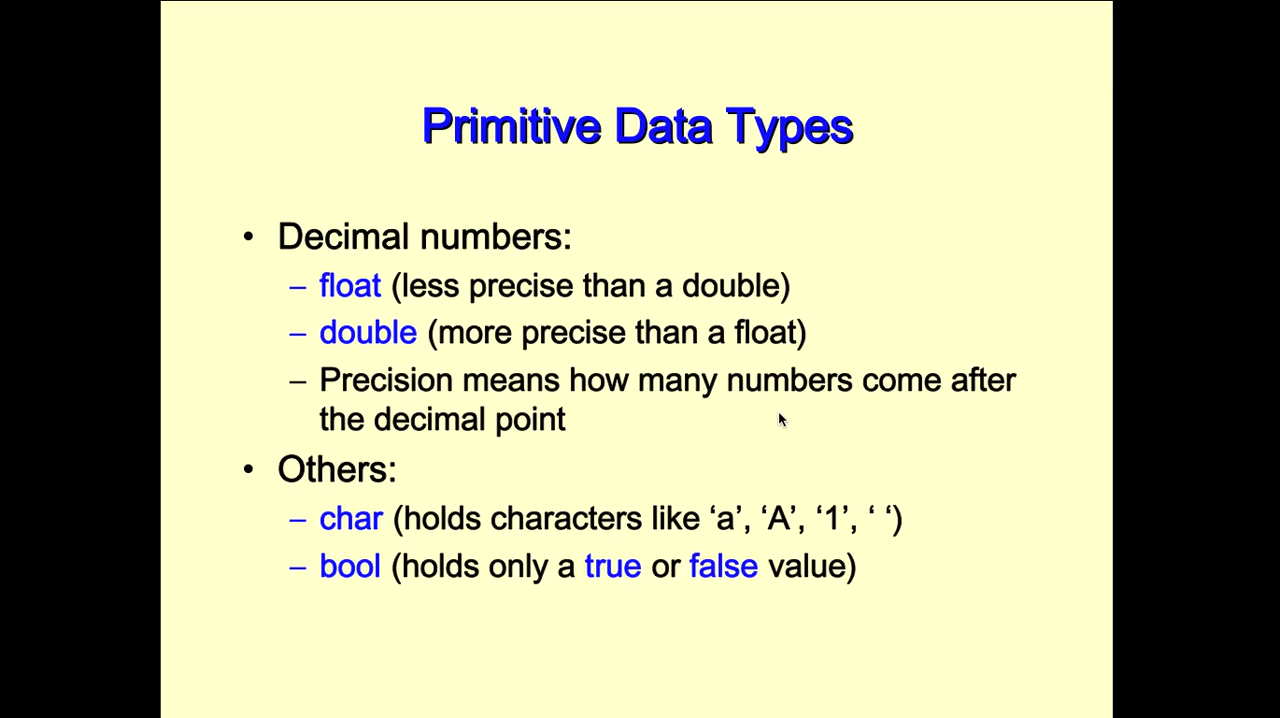 Primitive Data Types
• Decimal numbers:
– float (less precise than a double)
– double (more precise than a float)
– Precision means how many numbers come after
the decimal point
• Others:
– char (holds characters like ‘a’, ‘A’, ‘1’, ‘ ‘)
– bool (holds only a true or false value)